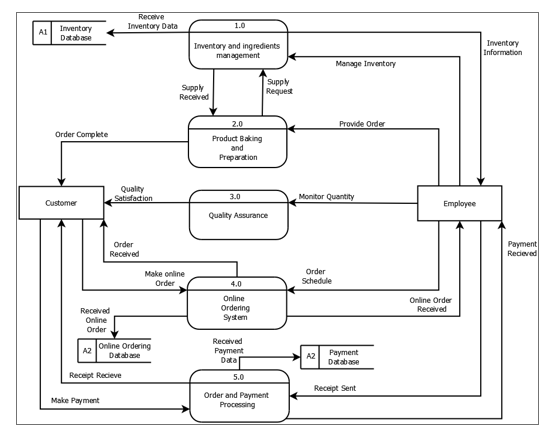 Receive
Inventory Data
1.0
A1
Inventory
Database
Inventory and ingredients
management
Inventory
Information
Manage Inventory
Supply
Received
Supply
Request
2.0
Provide Order
Order Complete
Product Baking
and
Preparation
Quality
Satisfaction
3.0
Monitor Quantity
Customer
Quality Assurance
Employee
Order
Received
Payment
Recieved
Make online
Order
4.0
Order
Schedule
Online
Ordering
System
Received
Online
Order
Online Order
Received
A2
Online Ordering
Database
Received
Payment
Data
A2
Payment
Database
Receipt Recieve
5.0
Receipt Sent
Make Payment
Order and Payment
Processing